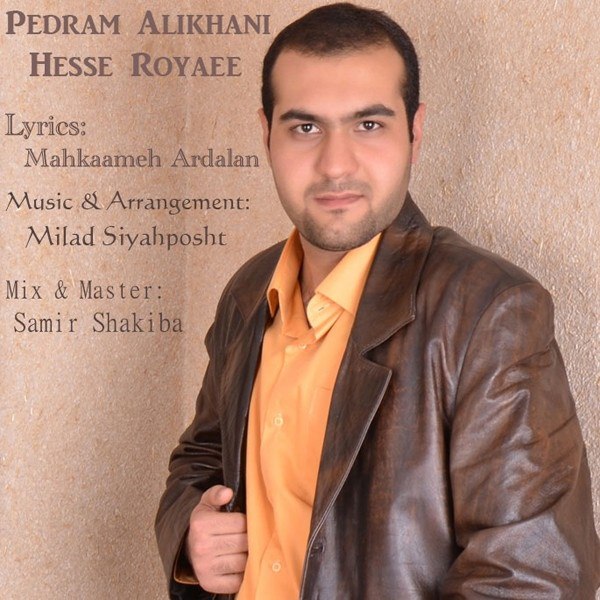 Pedram Alikhani
Hesse Royaee
Lyrics:
Mahkaameh Ardalan
Music & Arrangement:
Milad Siyahposht
Mix & Master:
Samir Shakiba